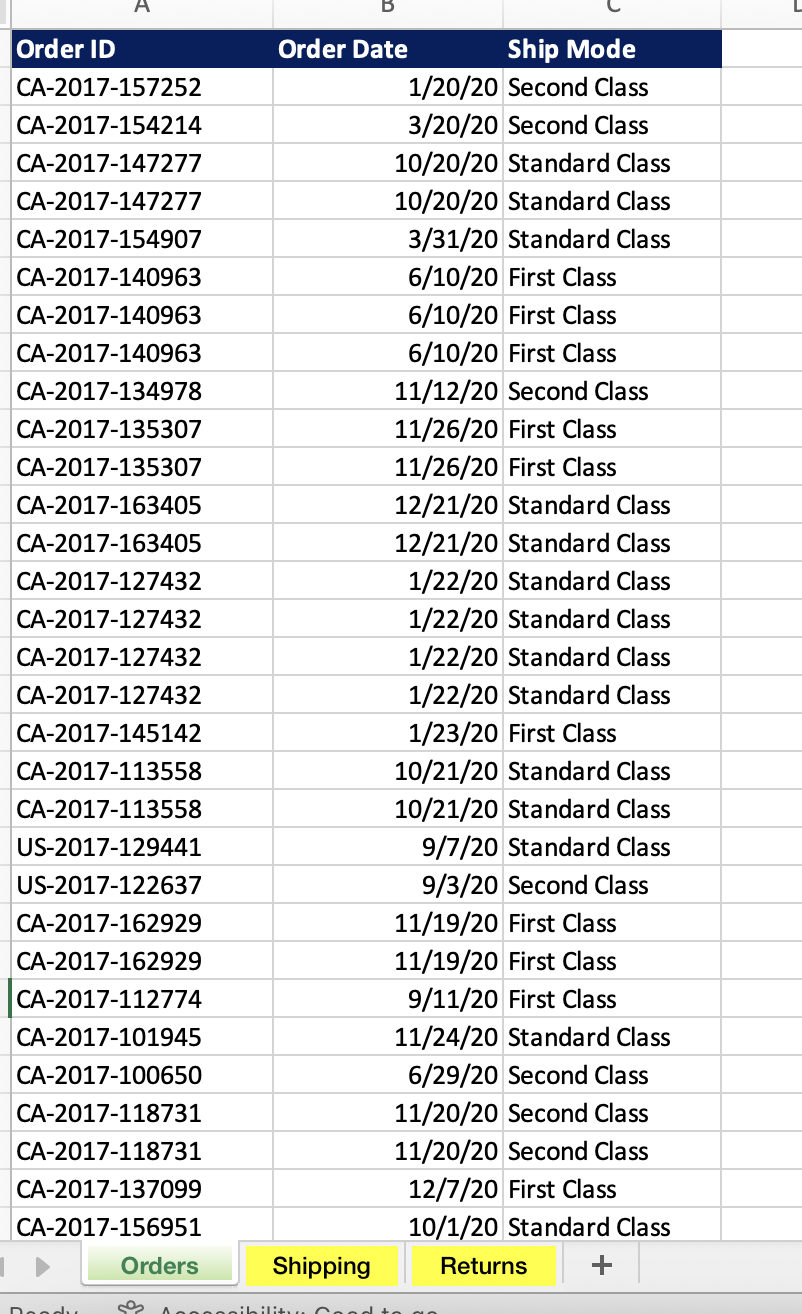 A B C
Order ID Order Date Ship Mode
CA-2017-157252 1/20/20 Second Class
CA-2017-154214 3/20/20 Second Class
CA-2017-147277 10/20/20 Standard Class
CA-2017-147277 10/20/20 Standard Class
CA-2017-154907 3/31/20 Standard Class
CA-2017-140963 6/10/20 First Class
CA-2017-140963 6/10/20 First Class
CA-2017-140963 6/10/20 First Class
CA-2017-134978 11/12/20 Second Class
CA-2017-135307 11/26/20 First Class
CA-2017-135307 11/26/20 First Class
CA-2017-163405 12/21/20 Standard Class
CA-2017-163405 12/21/20 Standard Class
CA-2017-127432 1/22/20 Standard Class
CA-2017-127432 1/22/20 Standard Class
CA-2017-127432 1/22/20 Standard Class
CA-2017-127432 1/22/20 Standard Class
CA-2017-145142 1/23/20 First Class
CA-2017-113558 10/21/20 Standard Class
CA-2017-113558 10/21/20 Standard Class
US-2017-129441 9/7/20 Standard Class
US-2017-122637 9/3/20 Second Class
CA-2017-162929 11/19/20 First Class
CA-2017-162929 11/19/20 First Class
CA-2017-112774 9/11/20 First Class
CA-2017-101945 11/24/20 Standard Class
CA-2017-100650 6/29/20 Second Class
CA-2017-118731 11/20/20 Second Class
CA-2017-118731 11/20/20 Second Class
CA-2017-137099 12/7/20 First Class
CA-2017-156951 10/1/20 Standard Class
Orders Shipping Returns +
Ready Accessibility: Good to go